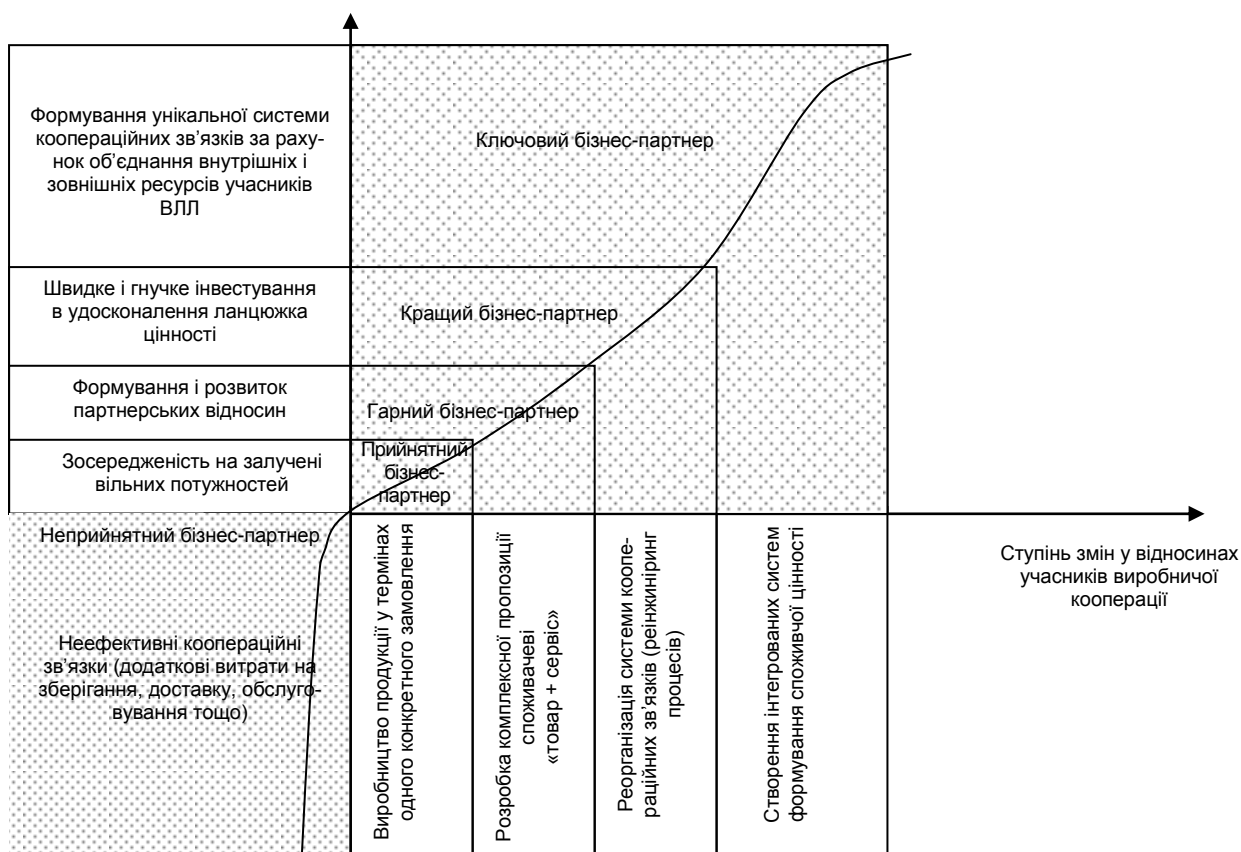 Формування унікальної системи
коопераційних зв’язків за раху-
нок об’єднання внутрішніх і
зовнішніх ресурсів учасників
ВЛЛ
Ключовий бізнес-партнер
Швидке і гнучке інвестування
в удосконалення ланцюжка
цінності
Кращий бізнес-партнер
Формування і розвиток
партнерських відносин
Гарний бізнес-партнер
Зосередженість на залучені
вільних потужностей
Прийнятний
бізнес-
партнер
Неприйнятний бізнес-партнер
Неефективні коопераційні
зв’язки (додаткові витрати на
зберігання, доставку, обслуго-
вування тощо)
Виробництво продукції у термінах
одного конкретного замовлення
Розробка комплексної пропозиції
споживачеві
«товар + сервіс»
Реорганізація системи коопе-
раційних зв’язків (реінжиніринг
процесів)
Створення інтегрованих систем
формування споживчої цінності
Ступінь змін у відносинах
учасників виробничої
кооперації